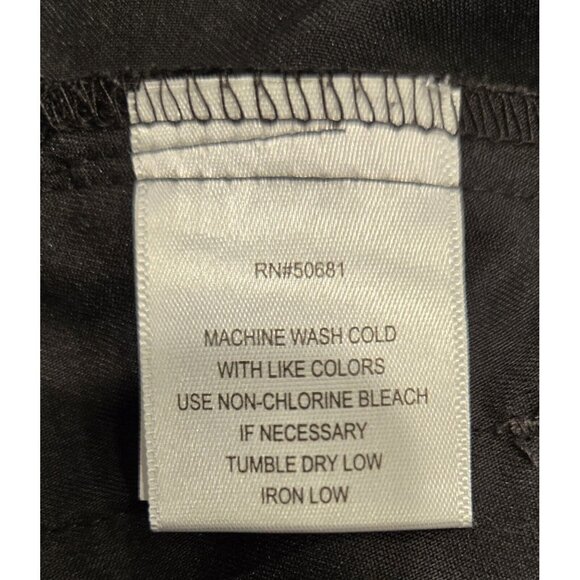 RN#50681
MACHINE WASH COLD
WITH LIKE COLORS
USE NON-CHLORINE BLEACH
IF NECESSARY
TUMBLE DRY LOW
IRON LOW